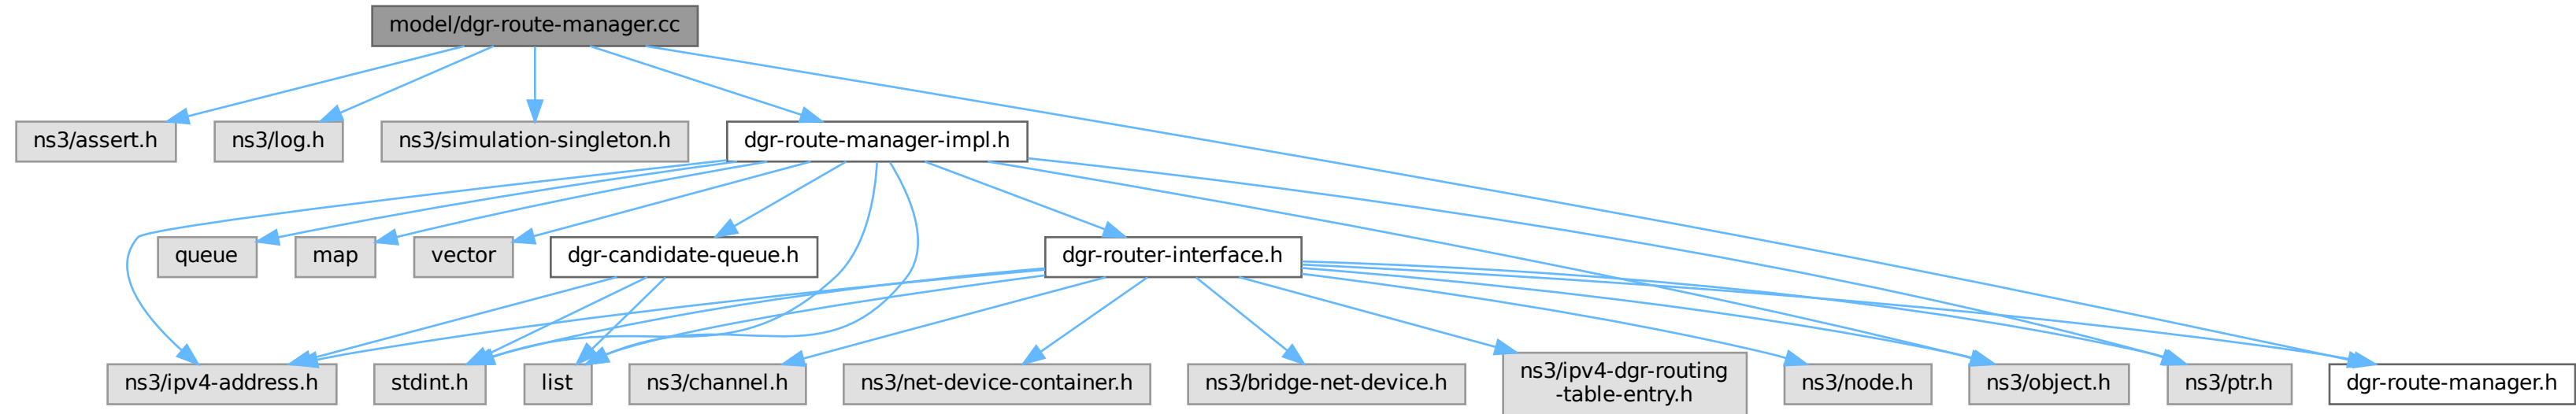 model/dgr-route-manager.cc
ns3/assert.h
ns3/log.h
ns3/simulation-singleton.h
dgr-route-manager-impl.h
queue
map
vector
dgr-candidate-queue.h
dgr-router-interface.h
ns3/ipv4-address.h
stdint.h
list
ns3/channel.h
ns3/net-device-container.h
ns3/bridge-net-device.h
ns3/ipv4-dgr-routing
-table-entry.h
ns3/node.h
ns3/object.h
ns3/ptr.h
dgr-route-manager.h